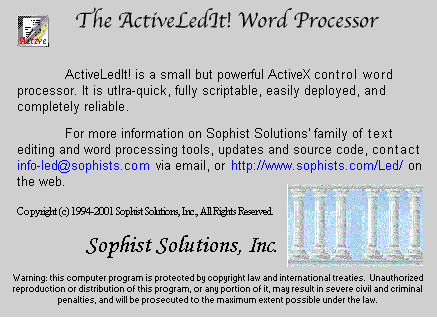 The ActiveLedIt! Word Processor
Active
ActiveLedIt! is a small but powerful ActiveX control word
processor. It is utlra-quick, fully scriptable, easily deployed, and
completely reliable.
For more information on Sophist Solutions' family of text
editing and word processing tools, updates and source code, contact
info-led@sophists.com via email, or http://www.sophists.com/Led/ on
the web.
Copyright (c) 1994-2001 Sophist Solutions, Inc., All Rights Reserved.
Sophist Solutions, Inc.
Warning: this computer program is protected by copyright law and international treaties. Unauthorized
reproduction or distribution of this program, or any portion of it, may result in severe civil and criminal
penalties, and will be prosecuted to the maximum extent possible under the law.